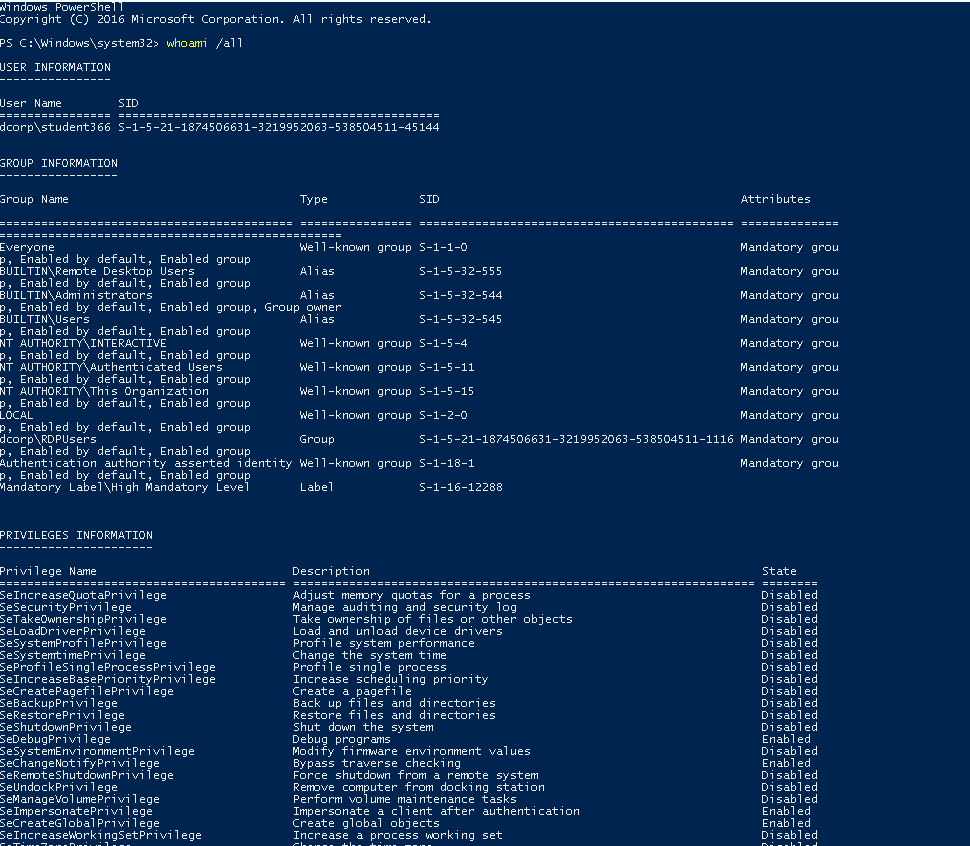 Windows PowerShell
Copyright (C) 2016 Microsoft Corporation. All rights reserved.
PS C:\Windows\system32> whoami /all
USER INFORMATION
----------------
User Name SID
================ =============================================
dcorp\student366 S-1-5-21-1874506631-3219952063-538504511-45144
GROUP INFORMATION
-----------------
Group Name Type SID Attributes
========================================== ================ ============================================= ==============
=================================================
Everyone Well-known group S-1-1-0 Mandatory grou
p, Enabled by default, Enabled group
BUILTIN\Remote Desktop Users Alias S-1-5-32-555 Mandatory grou
p, Enabled by default, Enabled group
BUILTIN\Administrators Alias S-1-5-32-544 Mandatory grou
p, Enabled by default, Enabled group, Group owner
BUILTIN\Users Alias S-1-5-32-545 Mandatory grou
p, Enabled by default, Enabled group
NT AUTHORITY\INTERACTIVE Well-known group S-1-5-4 Mandatory grou
p, Enabled by default, Enabled group
NT AUTHORITY\Authenticated Users Well-known group S-1-5-11 Mandatory grou
p, Enabled by default, Enabled group
NT AUTHORITY\This Organization Well-known group S-1-5-15 Mandatory grou
p, Enabled by default, Enabled group
LOCAL Well-known group S-1-2-0 Mandatory grou
p, Enabled by default, Enabled group
dcorp\RDPUsers Group S-1-5-21-1874506631-3219952063-538504511-1116 Mandatory grou
p, Enabled by default, Enabled group
Authentication authority asserted identity Well-known group S-1-18-1 Mandatory grou
p, Enabled by default, Enabled group
Mandatory Label\High Mandatory Level Label S-1-16-12288
PRIVILEGES INFORMATION
----------------------
Privilege Name Description State
========================================= ================================================================== ========
SeIncreaseQuotaPrivilege Adjust memory quotas for a process Disabled
SeSecurityPrivilege Manage auditing and security log Disabled
SeTakeOwnershipPrivilege Take ownership of files or other objects Disabled
SeLoadDriverPrivilege Load and unload device drivers Disabled
SeSystemProfilePrivilege Profile system performance Disabled
SeSystemtimePrivilege Change the system time Disabled
SeProfileSingleProcessPrivilege Profile single process Disabled
SeIncreaseBasePriorityPrivilege Increase scheduling priority Disabled
SeCreatePagefilePrivilege Create a pagefile Disabled
SeBackupPrivilege Back up files and directories Disabled
SeRestorePrivilege Restore files and directories Disabled
SeShutdownPrivilege Shut down the system Disabled
SeDebugPrivilege Debug programs Enabled
SeSystemEnvironmentPrivilege Modify firmware environment values Disabled
SeChangeNotifyPrivilege Bypass traverse checking Enabled
SeRemoteShutdownPrivilege Force shutdown from a remote system Disabled
SeUndockPrivilege Remove computer from docking station Disabled
SeManageVolumePrivilege Perform volume maintenance tasks Disabled
SeImpersonatePrivilege Impersonate a client after authentication Enabled
SeCreateGlobalPrivilege Create global objects Enabled
SeIncreaseWorkingSetPrivilege Increase a process working set Disabled